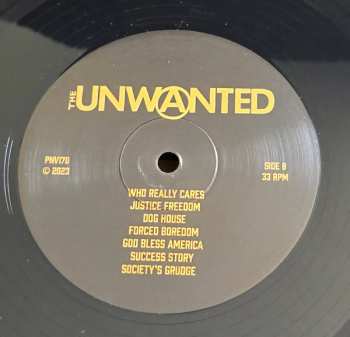 THE UNWANTED
PNV170
© 2023
SIDE B
33 RPM
WHO REALLY CARES
JUSTICE FREEDOM
DOG HOUSE
FORCED BOREDOM
GOD BLESS AMERICA
SUCCESS STORY
SOCIETY'S GRUDGE